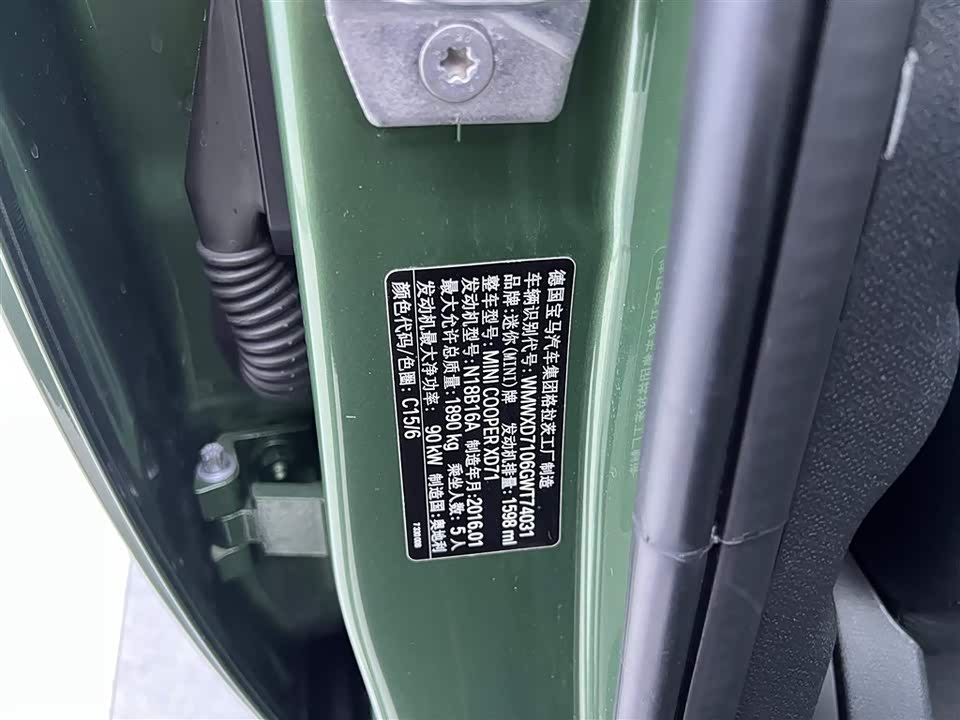 德国宝马汽车集团格拉茨工厂制造
车辆识别代号: WMWXD7106GWT74031
品牌:迷你(MINI)牌 发动机排量: 1598 ml
整车型号: MINI COOPER XD71
发动机型号:N18B16A 制造年月:2016.01
最大允许总质量:1890 kg 乘坐人数: 5 人
发动机最大净功率: 90 kW 制造国:奥地利
颜色代码/色圈: C15/6